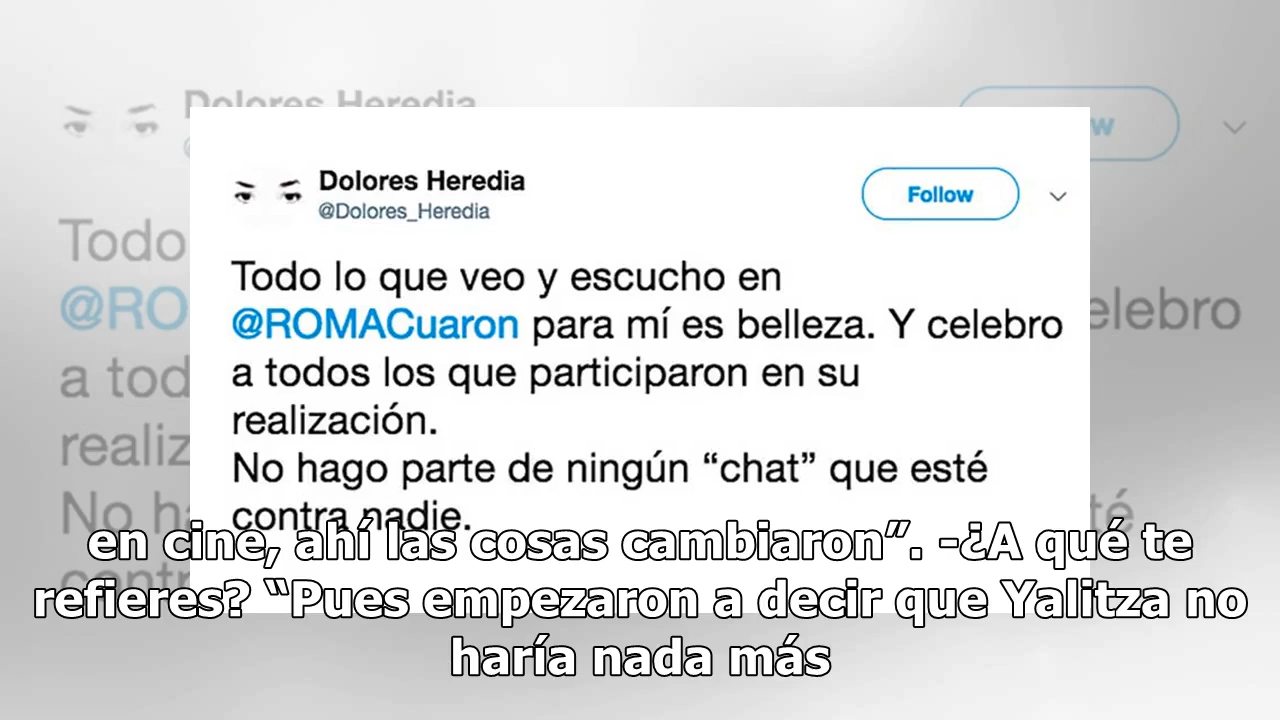 Dolores Heredia
@Dolores_Heredia
Follow
Todo lo que veo y escucho en
@ROMACuaron para mí es belleza. Y celebro
a todos los que participaron en su
realización.
No hago parte de ningún “chat” que esté
contra nadie.
en cine, ahí las cosas cambiaron”. -¿A qué te
refieres? “Pues empezaron a decir que Yalitza no
haría nada más